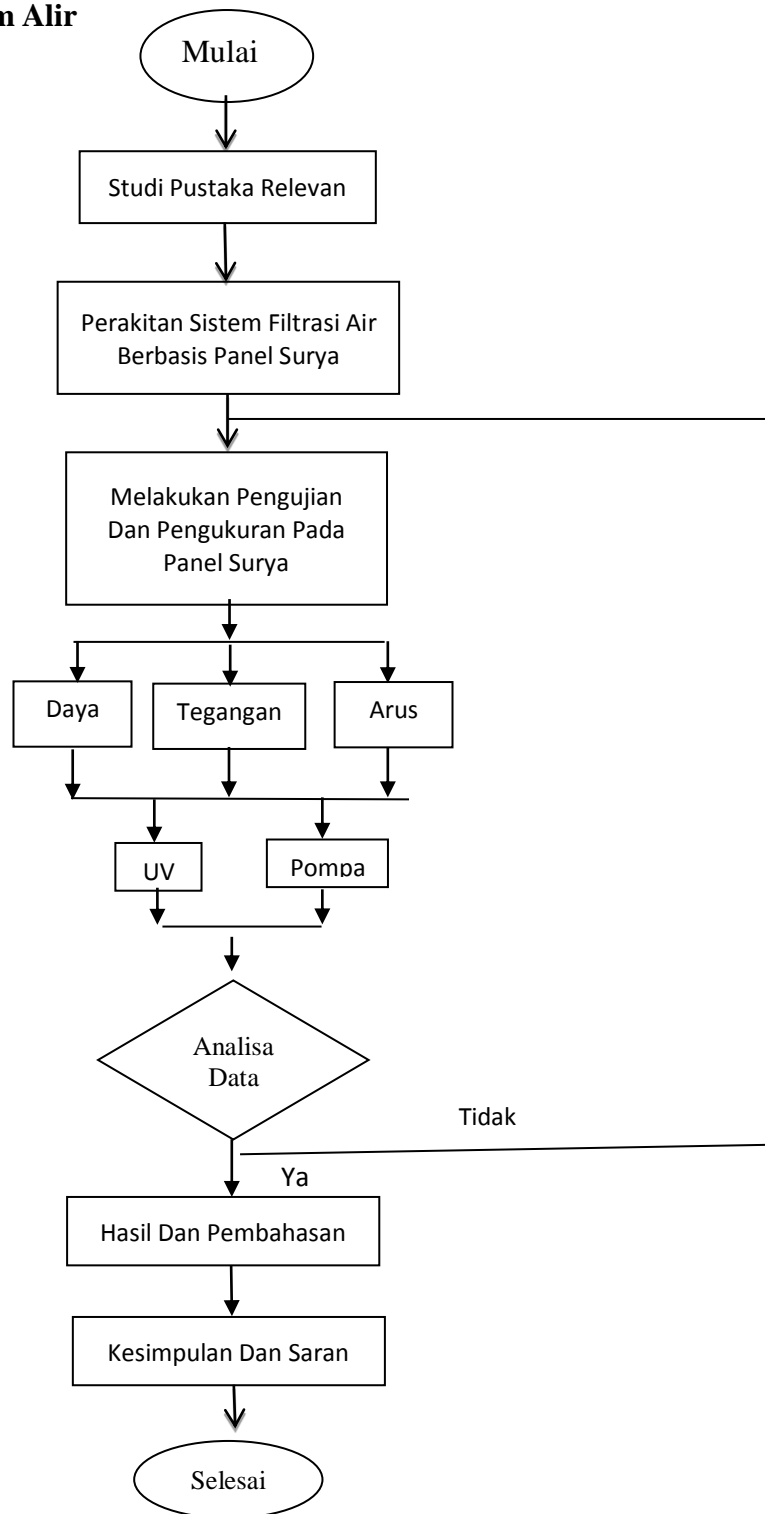 m Alir
Mulai
Studi Pustaka Relevan
Perakitan Sistem Filtrasi Air
Berbasis Panel Surya
Melakukan Pengujian
Dan Pengukuran Pada
Panel Surya
Daya
Tegangan
Arus
UV
Pompa
Analisa
Data
Tidak
Ya
Hasil Dan Pembahasan
Kesimpulan Dan Saran
Selesai